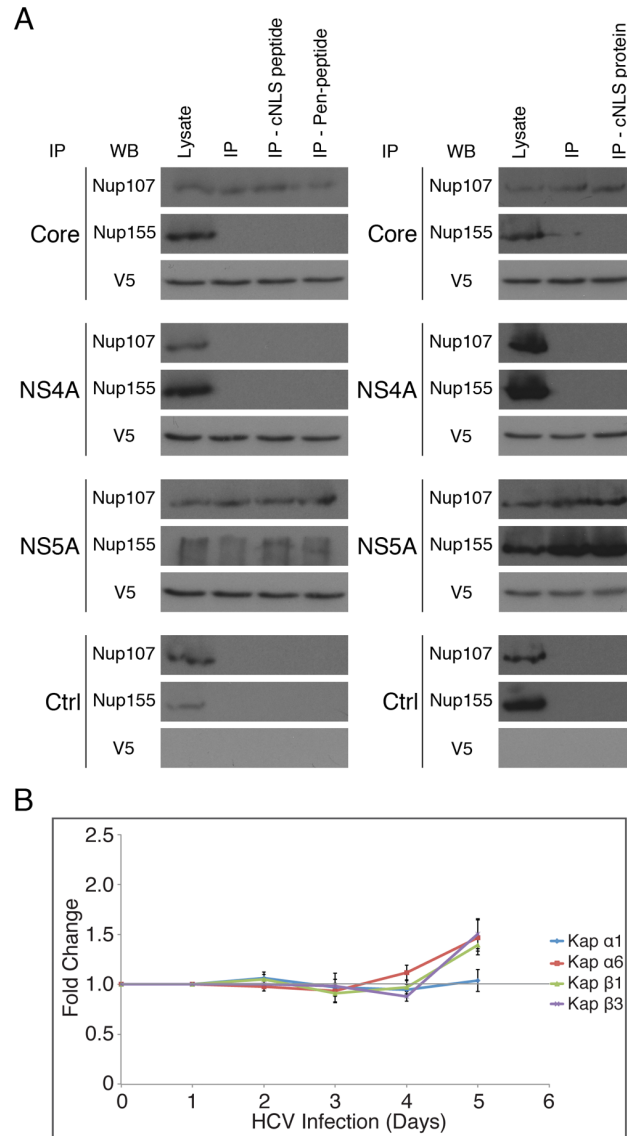 A
IP WB Lysate IP IP - cNLS peptide IP - Pen-peptide
IP WB Lysate IP IP - cNLS protein
Core Nup107
Nup155
V5
Core Nup107
Nup155
V5
NS4A Nup107
Nup155
V5
NS4A Nup107
Nup155
V5
NS5A Nup107
Nup155
V5
NS5A Nup107
Nup155
V5
Ctrl Nup107
Nup155
V5
Ctrl Nup107
Nup155
V5
B
Fold Change
2.5
2.0
1.5
1.0
0.5
0
0 1 2 3 4 5 6
HCV Infection (Days)
Kap α1
Kap α6
Kap β1
Kap β3